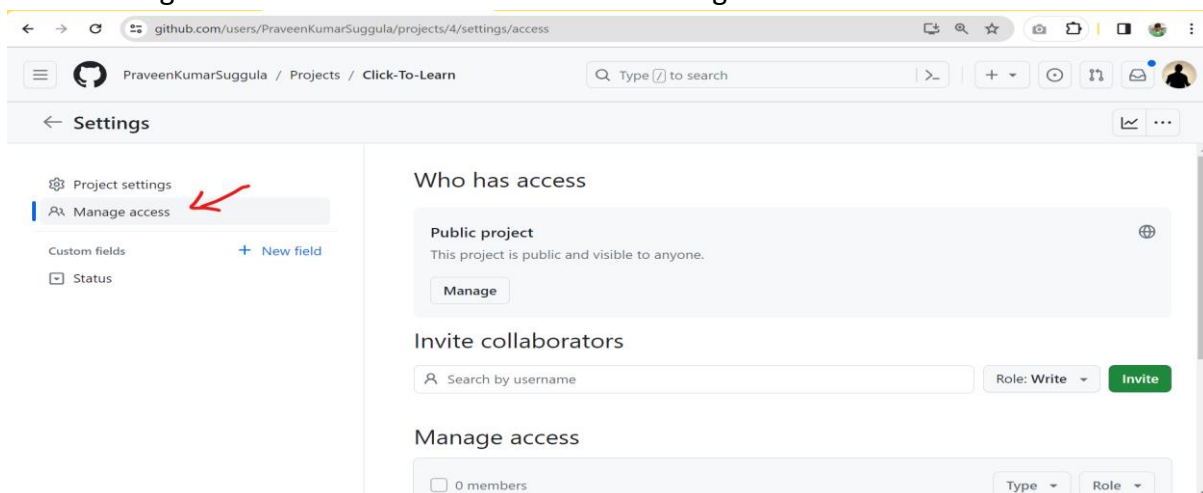 github.com/users/PraveenKumarSuggula/projects/4/settings/access
PraveenKumarSuggula / Projects / Click-To-Learn
Type / to search
Settings
Project settings
Manage access
Custom fields
+ New field
Status
Who has access
Public project
This project is public and visible to anyone.
Manage
Invite collaborators
Search by username
Role: Write
Invite
Manage access
0 members
Type
Role